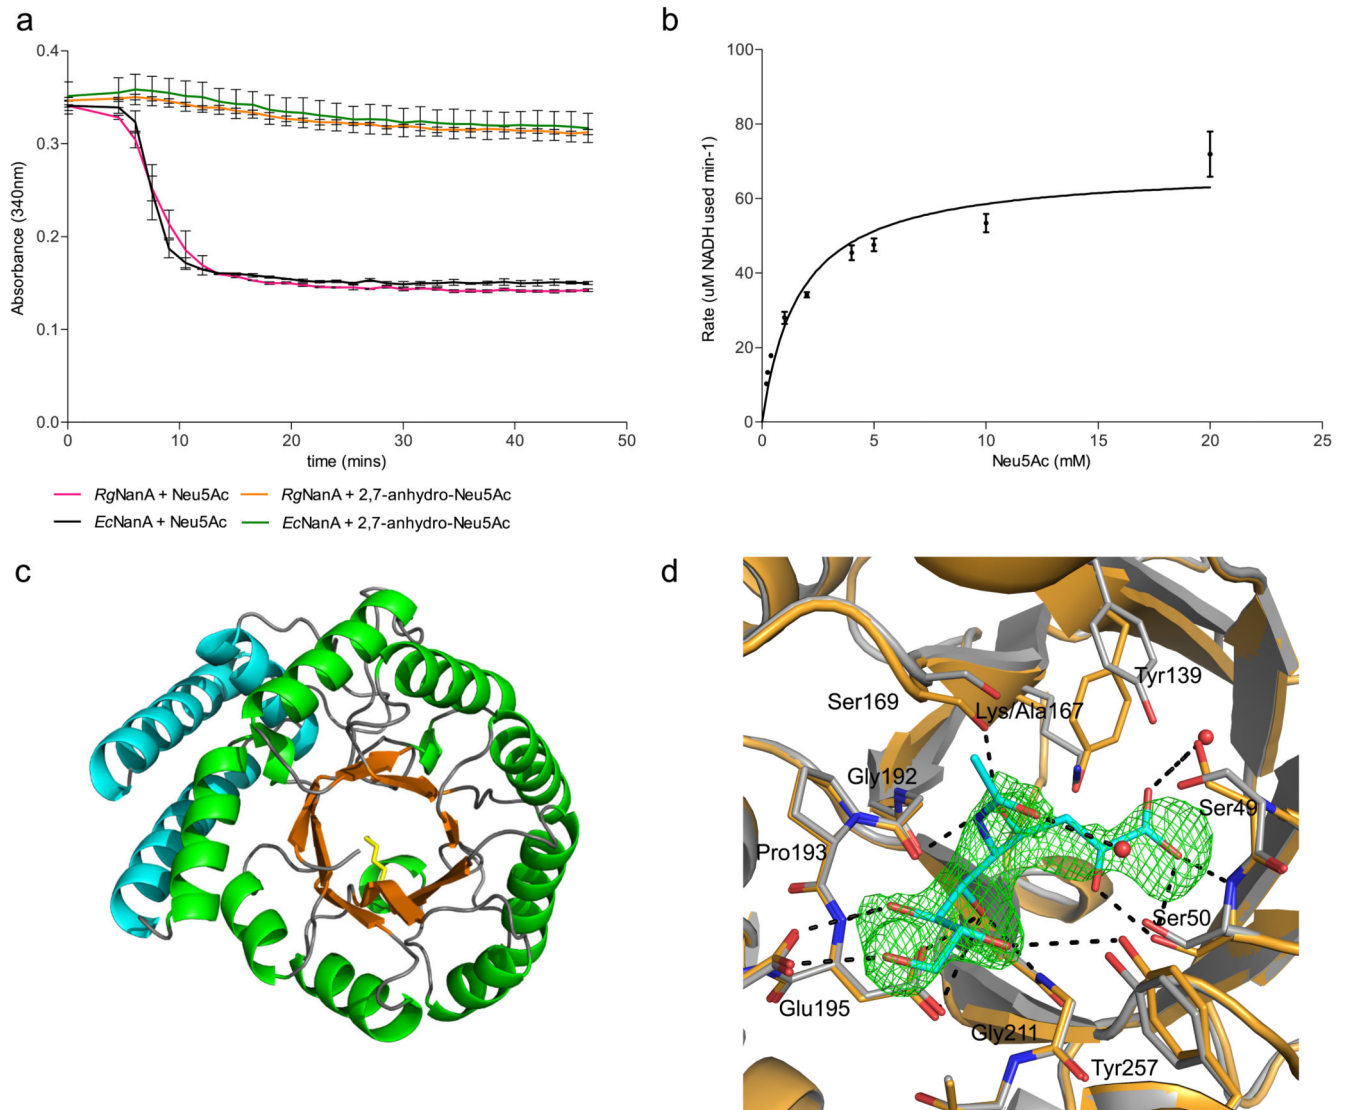 a
0.4
0.3
0.2
0.1
0.0
Absorbance (340nm)
0
10
20
30
40
50
time (mins)
RgNanA + Neu5Ac
RgNanA + 2,7-anhydro-Neu5Ac
EcNanA + Neu5Ac
EcNanA + 2,7-anhydro-Neu5Ac
b
100
80
60
40
20
0
Rate (uM NADH used min-1)
0
5
10
15
20
25
Neu5Ac (mM)
c
d
Tyr139
Ser169
Lys/Ala167
Gly192
Ser49
Pro193
Ser50
Glu195
Gly211
Tyr257